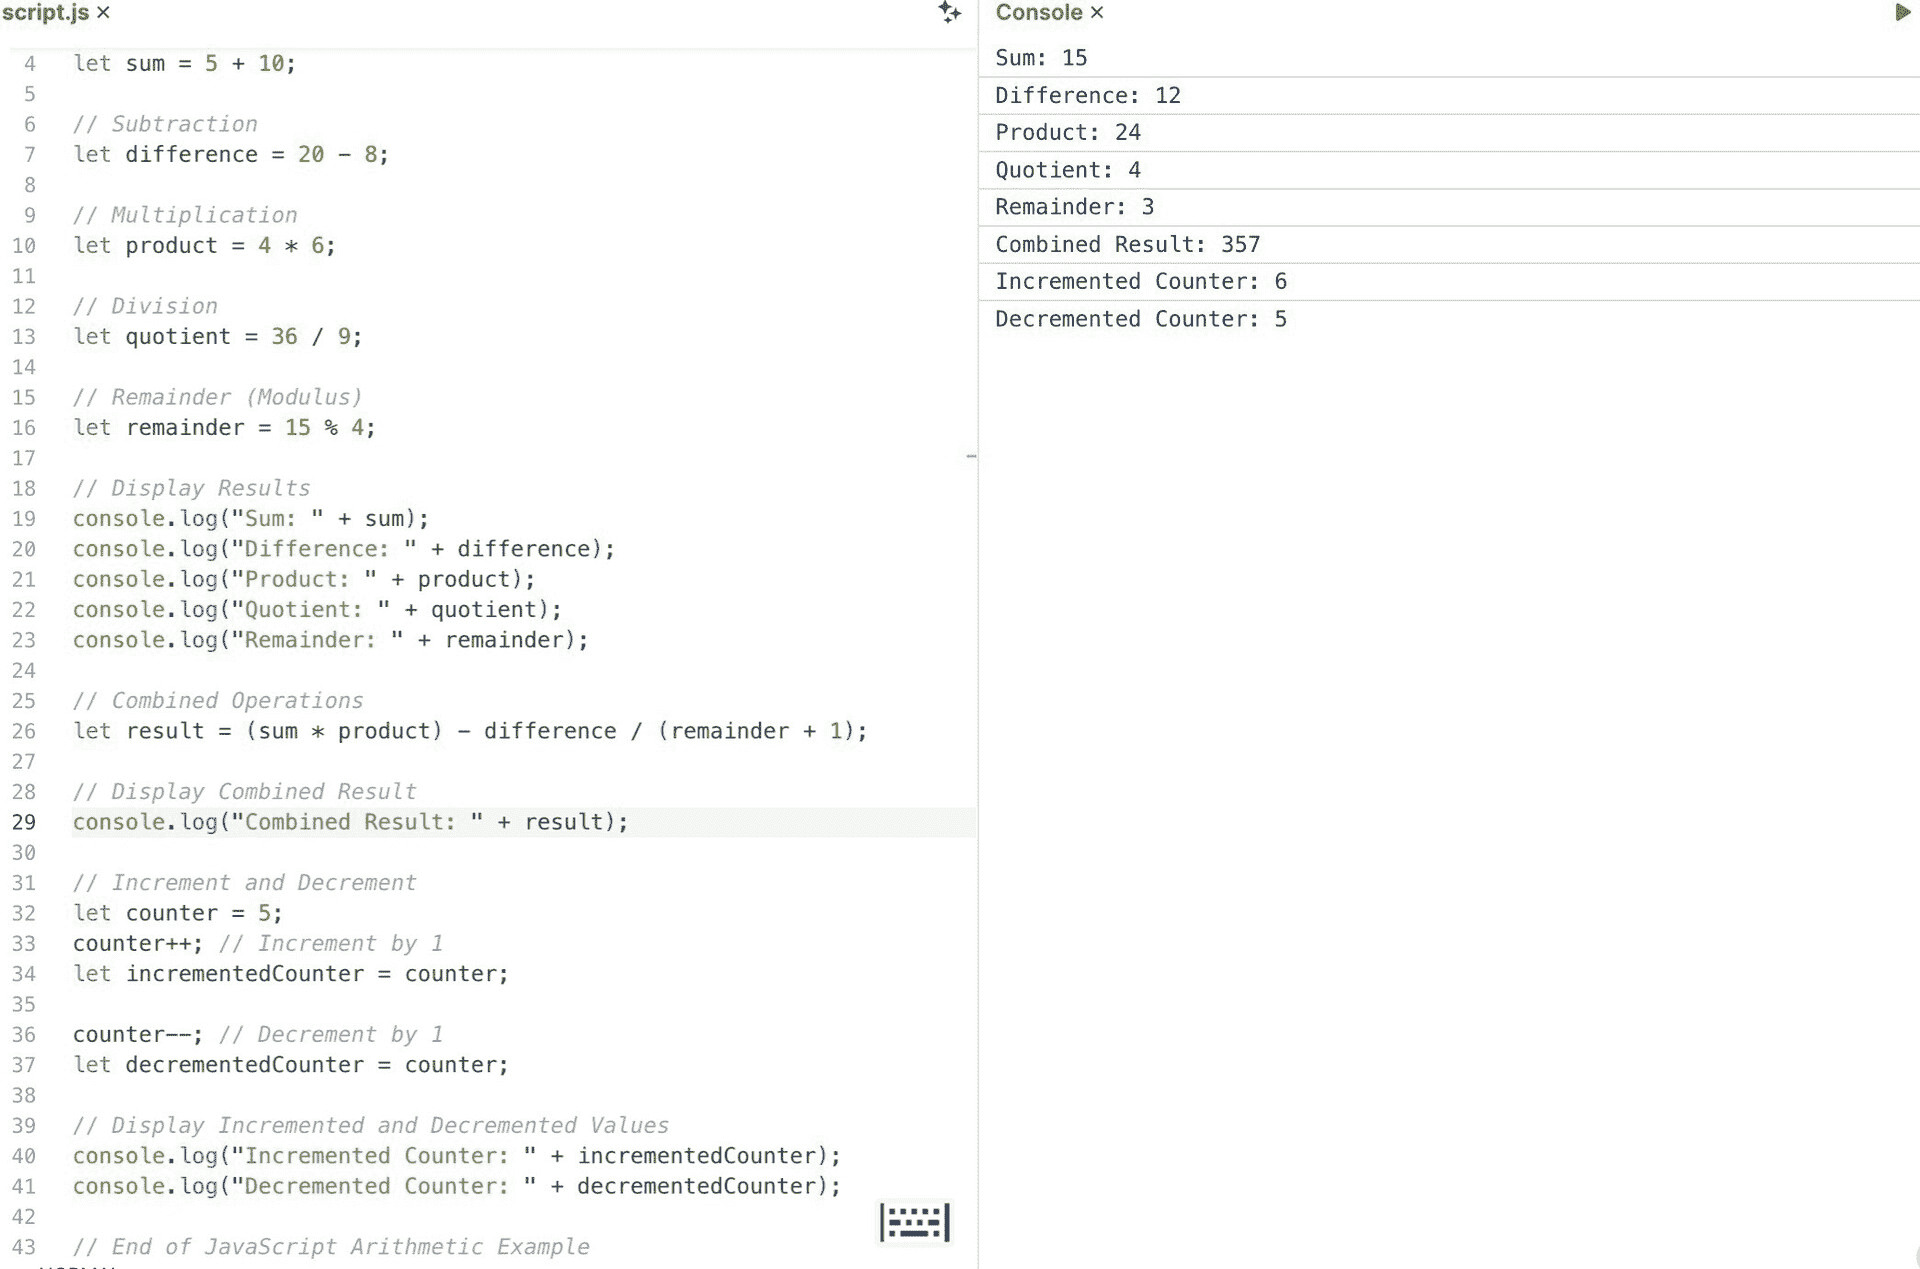 script.js ×
4 let sum = 5 + 10;
5
6 // Subtraction
7 let difference = 20 - 8;
8
9 // Multiplication
10 let product = 4 * 6;
11
12 // Division
13 let quotient = 36 / 9;
14
15 // Remainder (Modulus)
16 let remainder = 15 % 4;
17
18 // Display Results
19 console.log("Sum: " + sum);
20 console.log("Difference: " + difference);
21 console.log("Product: " + product);
22 console.log("Quotient: " + quotient);
23 console.log("Remainder: " + remainder);
24
25 // Combined Operations
26 let result = (sum * product) - difference / (remainder + 1);
27
28 // Display Combined Result
29 console.log("Combined Result: " + result);
30
31 // Increment and Decrement
32 let counter = 5;
33 counter++; // Increment by 1
34 let incrementedCounter = counter;
35
36 counter--; // Decrement by 1
37 let decrementedCounter = counter;
38
39 // Display Incremented and Decremented Values
40 console.log("Incremented Counter: " + incrementedCounter);
41 console.log("Decremented Counter: " + decrementedCounter);
42
43 // End of JavaScript Arithmetic Example
Console ×
Sum: 15
Difference: 12
Product: 24
Quotient: 4
Remainder: 3
Combined Result: 357
Incremented Counter: 6
Decremented Counter: 5